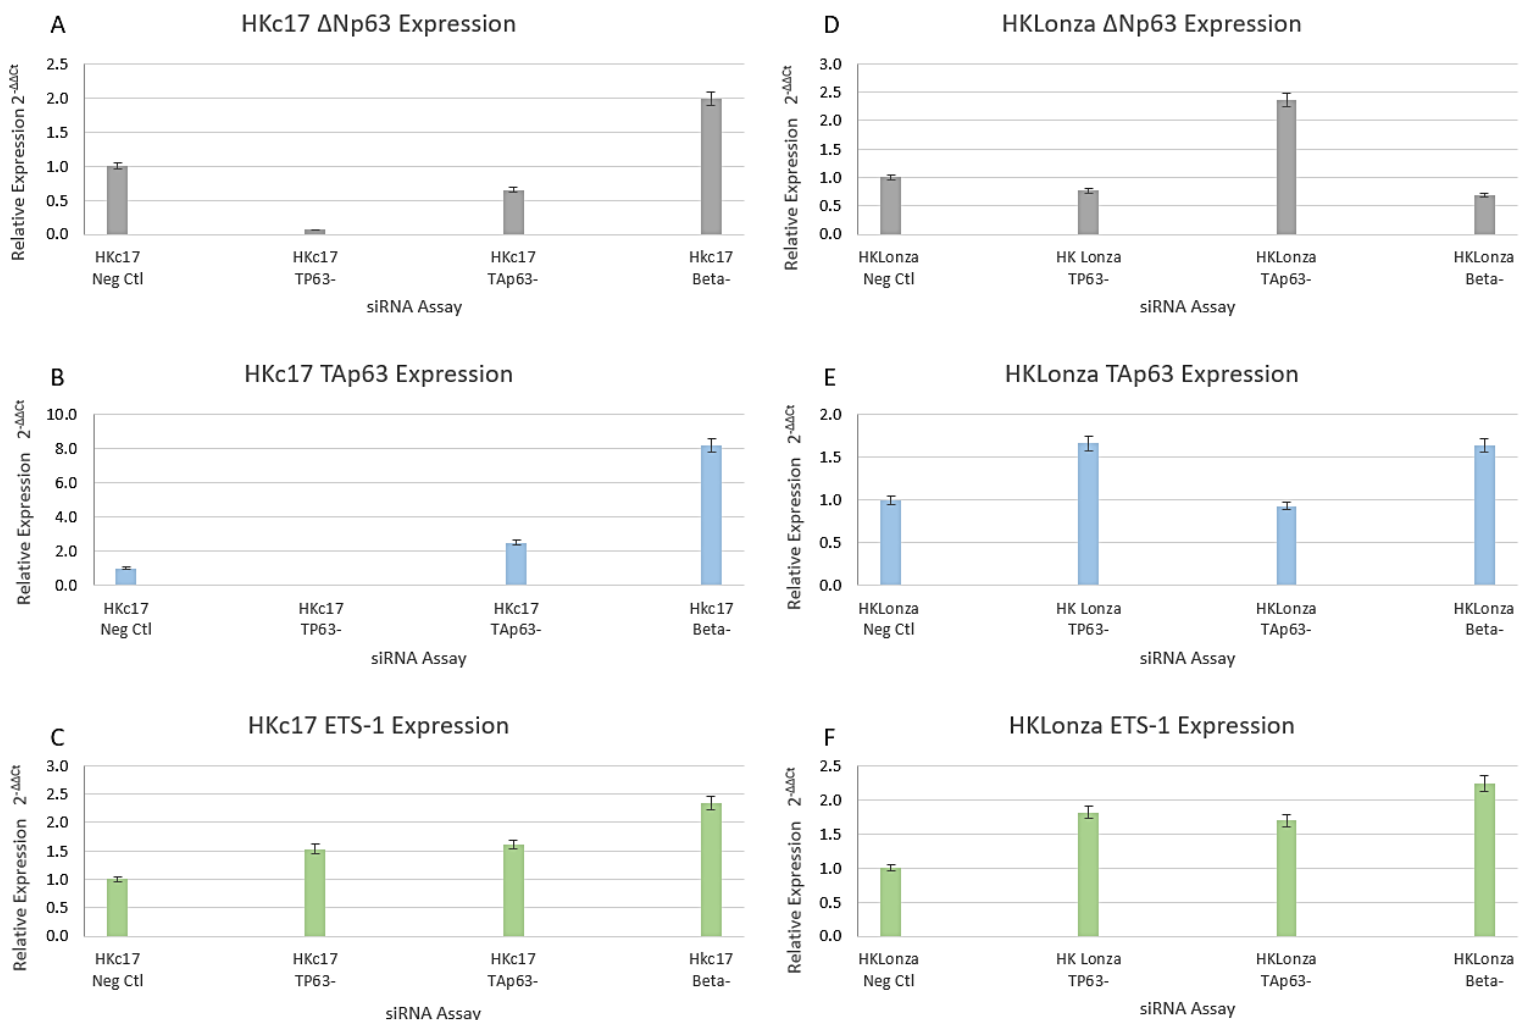 A
HKc17 ΔNp63 Expression
Relative Expression 2-ΔΔCt
2.5
2.0
1.5
1.0
0.5
0.0
HKc17 Neg Ctl
HKc17 TP63-
HKc17 TAp63-
Hkc17 Beta-
siRNA Assay
B
HKc17 TAp63 Expression
Relative Expression 2-ΔΔCt
10.0
8.0
6.0
4.0
2.0
0.0
HKc17 Neg Ctl
HKc17 TP63-
HKc17 TAp63-
Hkc17 Beta-
siRNA Assay
C
HKc17 ETS-1 Expression
Relative Expression 2-ΔΔCt
3.0
2.5
2.0
1.5
1.0
0.5
0.0
HKc17 Neg Ctl
HKc17 TP63-
HKc17 TAp63-
Hkc17 Beta-
siRNA Assay
D
HKLonza ΔNp63 Expression
Relative Expression 2-ΔΔCt
3.0
2.5
2.0
1.5
1.0
0.5
0.0
HKLonza Neg Ctl
HK Lonza TP63-
HKLonza TAp63-
HKLonza Beta-
siRNA Assay
E
HKLonza TAp63 Expression
Relative Expression 2-ΔΔCt
2.0
1.5
1.0
0.5
0.0
HKLonza Neg Ctl
HK Lonza TP63-
HKLonza TAp63-
HKLonza Beta-
siRNA Assay
F
HKLonza ETS-1 Expression
Relative Expression 2-ΔΔCt
2.5
2.0
1.5
1.0
0.5
0.0
HKLonza Neg Ctl
HK Lonza TP63-
HKLonza TAp63-
HKLonza Beta-
siRNA Assay